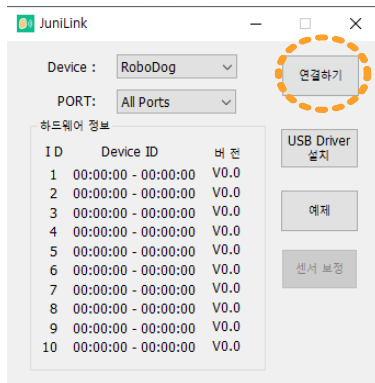 JuniLink
Device : RoboDog
연결하기
PORT: All Ports
하드웨어 정보
USB Driver
설치
I D Device ID 버 전
1 00:00:00 - 00:00:00 V0.0
2 00:00:00 - 00:00:00 V0.0
3 00:00:00 - 00:00:00 V0.0
4 00:00:00 - 00:00:00 V0.0
5 00:00:00 - 00:00:00 V0.0
6 00:00:00 - 00:00:00 V0.0
7 00:00:00 - 00:00:00 V0.0
8 00:00:00 - 00:00:00 V0.0
9 00:00:00 - 00:00:00 V0.0
10 00:00:00 - 00:00:00 V0.0
예제
센서 보정